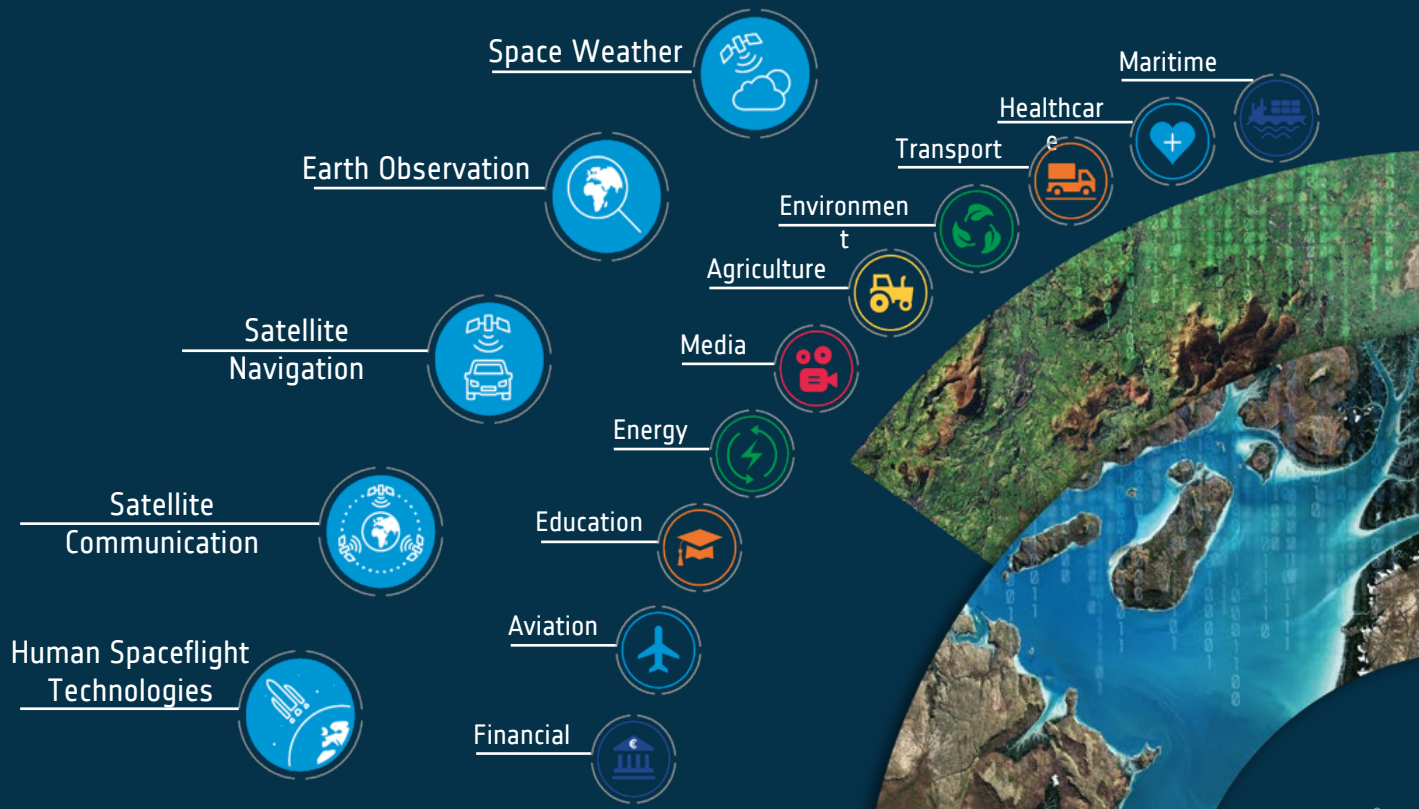 Space Weather
Earth Observation
Satellite
Navigation
Satellite
Communication
Human Spaceflight
Technologies
Maritime
Healthcar
e
Transport
Environmen
t
Agriculture
Media
Energy
Education
Aviation
Financial
€